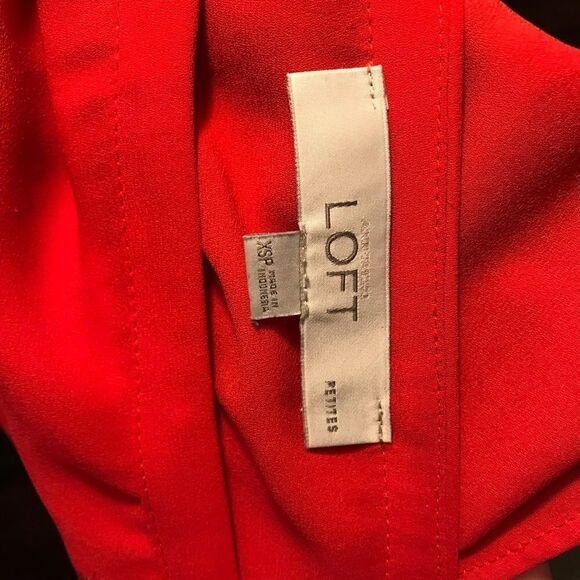 LOFT
PETITES
XSP
MADE IN
INDONESIA